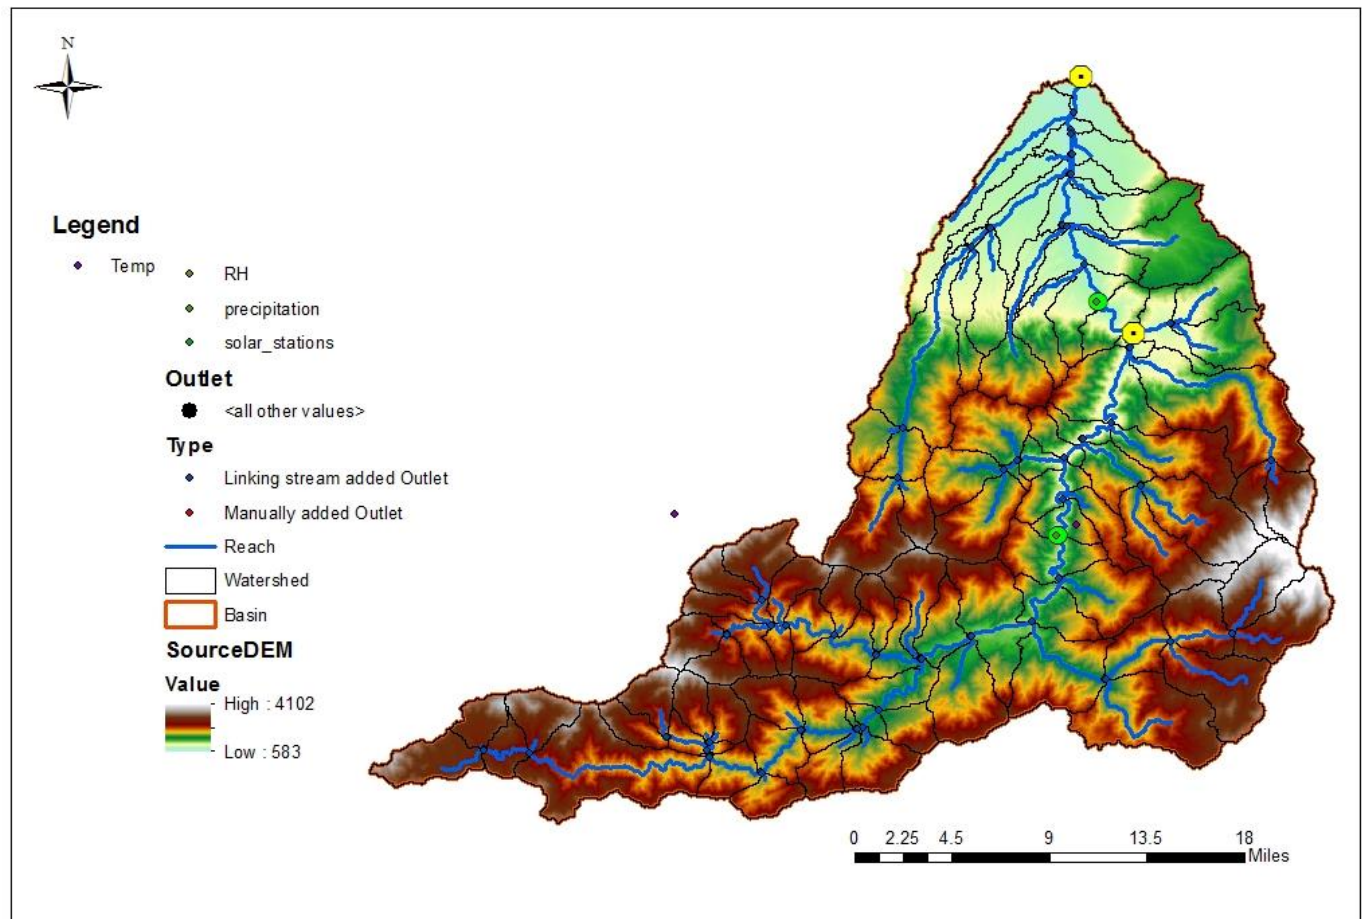 N
Legend
Temp
RH
precipitation
solar_stations
Outlet
<all other values>
Type
Linking stream added Outlet
Manually added Outlet
Reach
Watershed
Basin
SourceDEM
Value
High : 4102
Low : 583
0 2.25 4.5 9 13.5 18
Miles